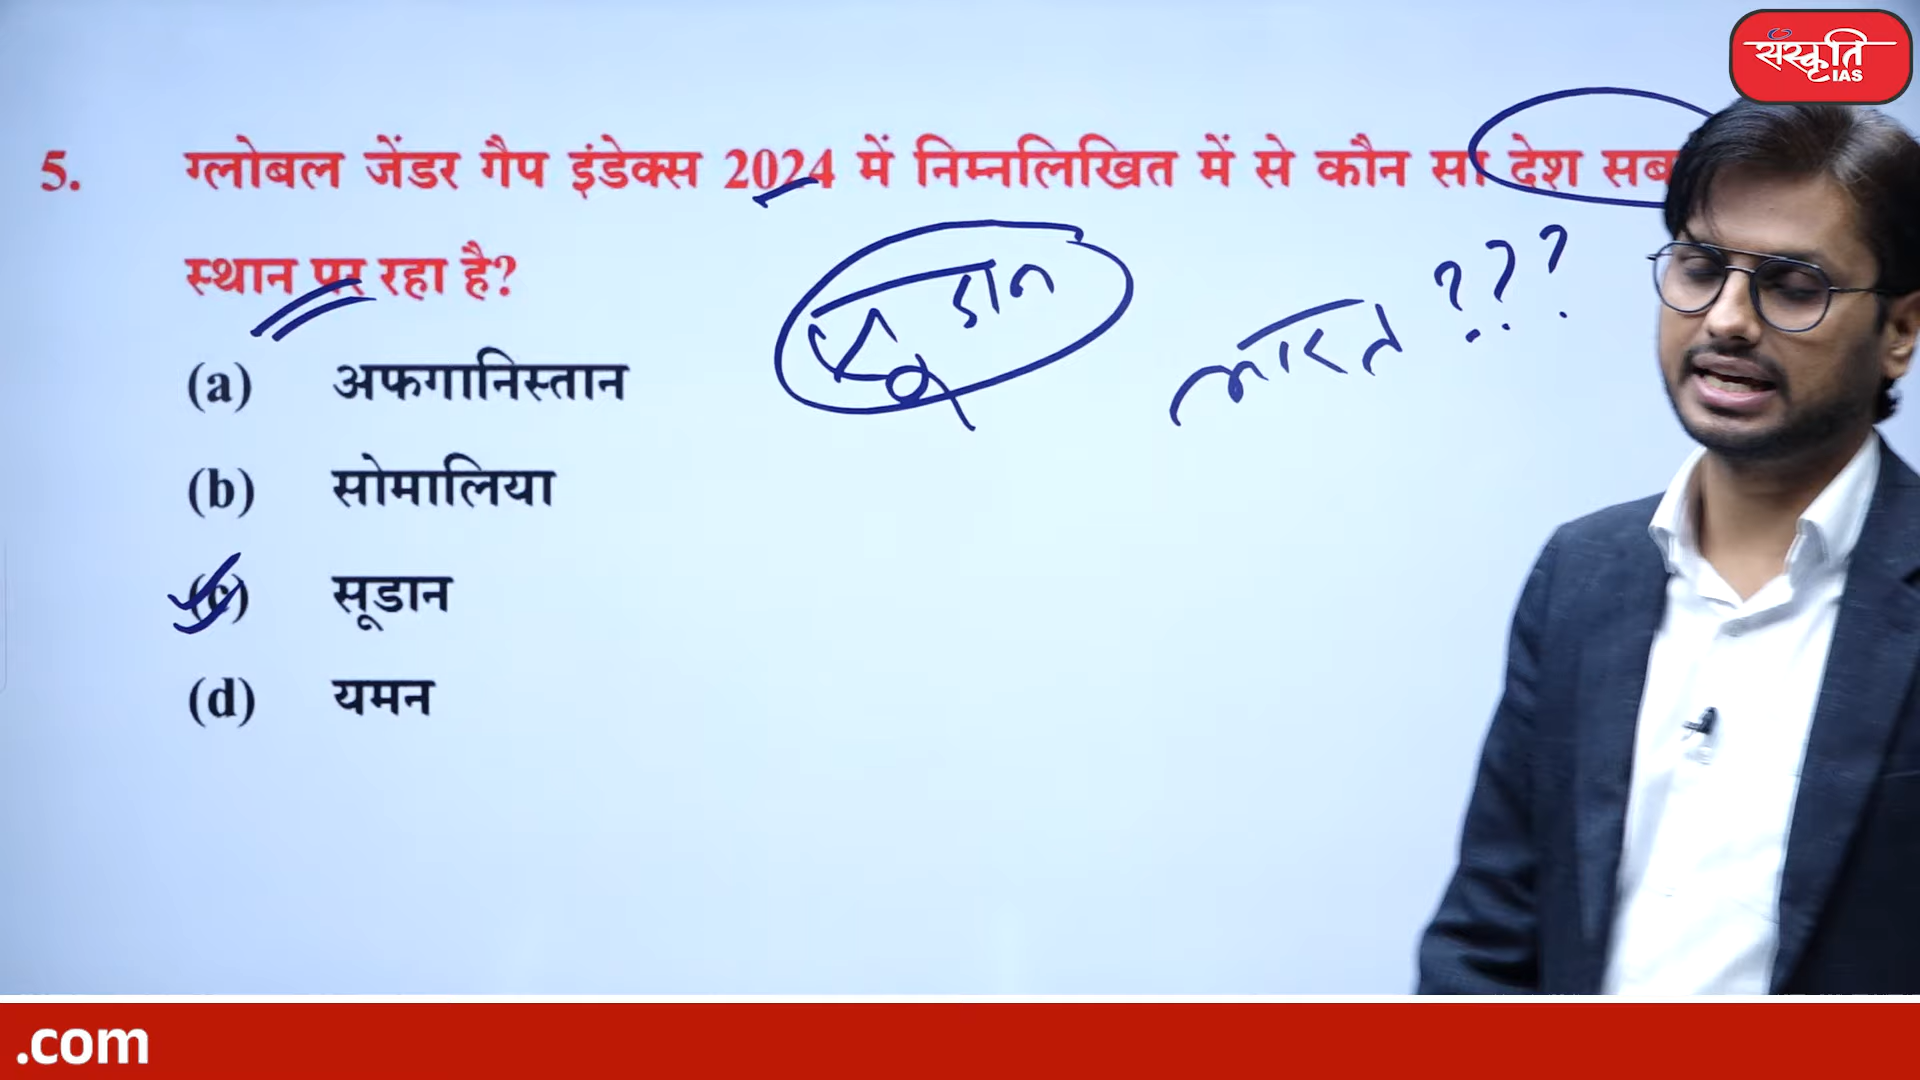 संस्कृति
IAS
5. ग्लोबल जेंडर गैप इंडेक्स 2024 में निम्नलिखित में से कौन सा देश सब
स्थान पर रहा है?
सूडान
भारत ???
(a) अफगानिस्तान
(b) सोमालिया
(c) सूडान
(d) यमन
.com